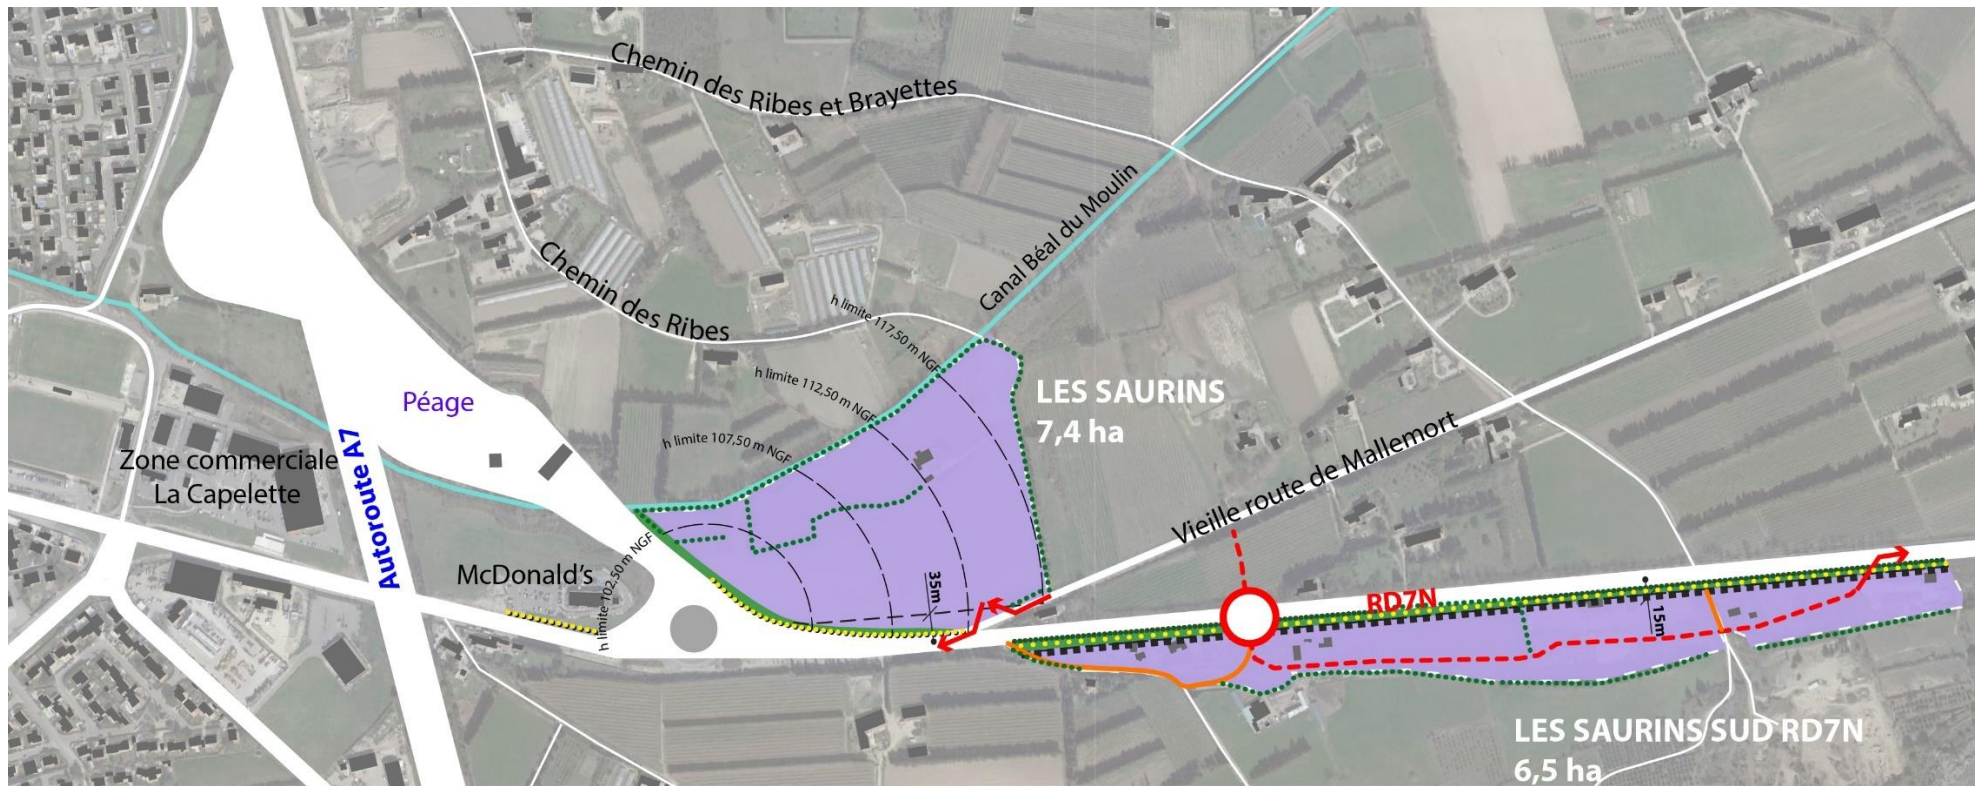 Chemin des Ribes et Brayettes
Canal Béal du Moulin
Chemin des Ribes
h limite 117,50 m NGF
h limite 112,50 m NGF
h limite 107,50 m NGF
h limite 102,50 m NGF
LES SAURINS
7,4 ha
Péage
Zone commerciale
La Capelette
Autoroute A7
McDonald's
Vieille route de Mallemort
35m
RD7N
15m
LES SAURINS SUD RD7N
6,5 ha